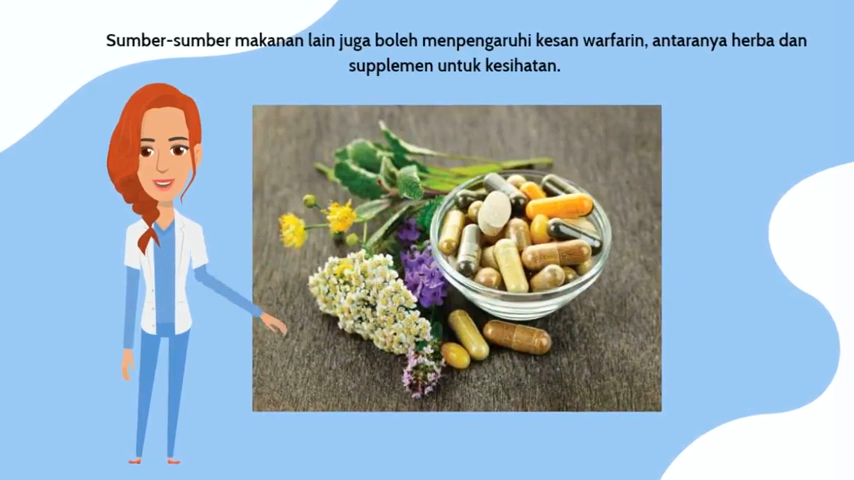 Sumber-sumber makanan lain juga boleh menpengaruhi kesan warfarin, antaranya herba dan
supplemen untuk kesihatan.